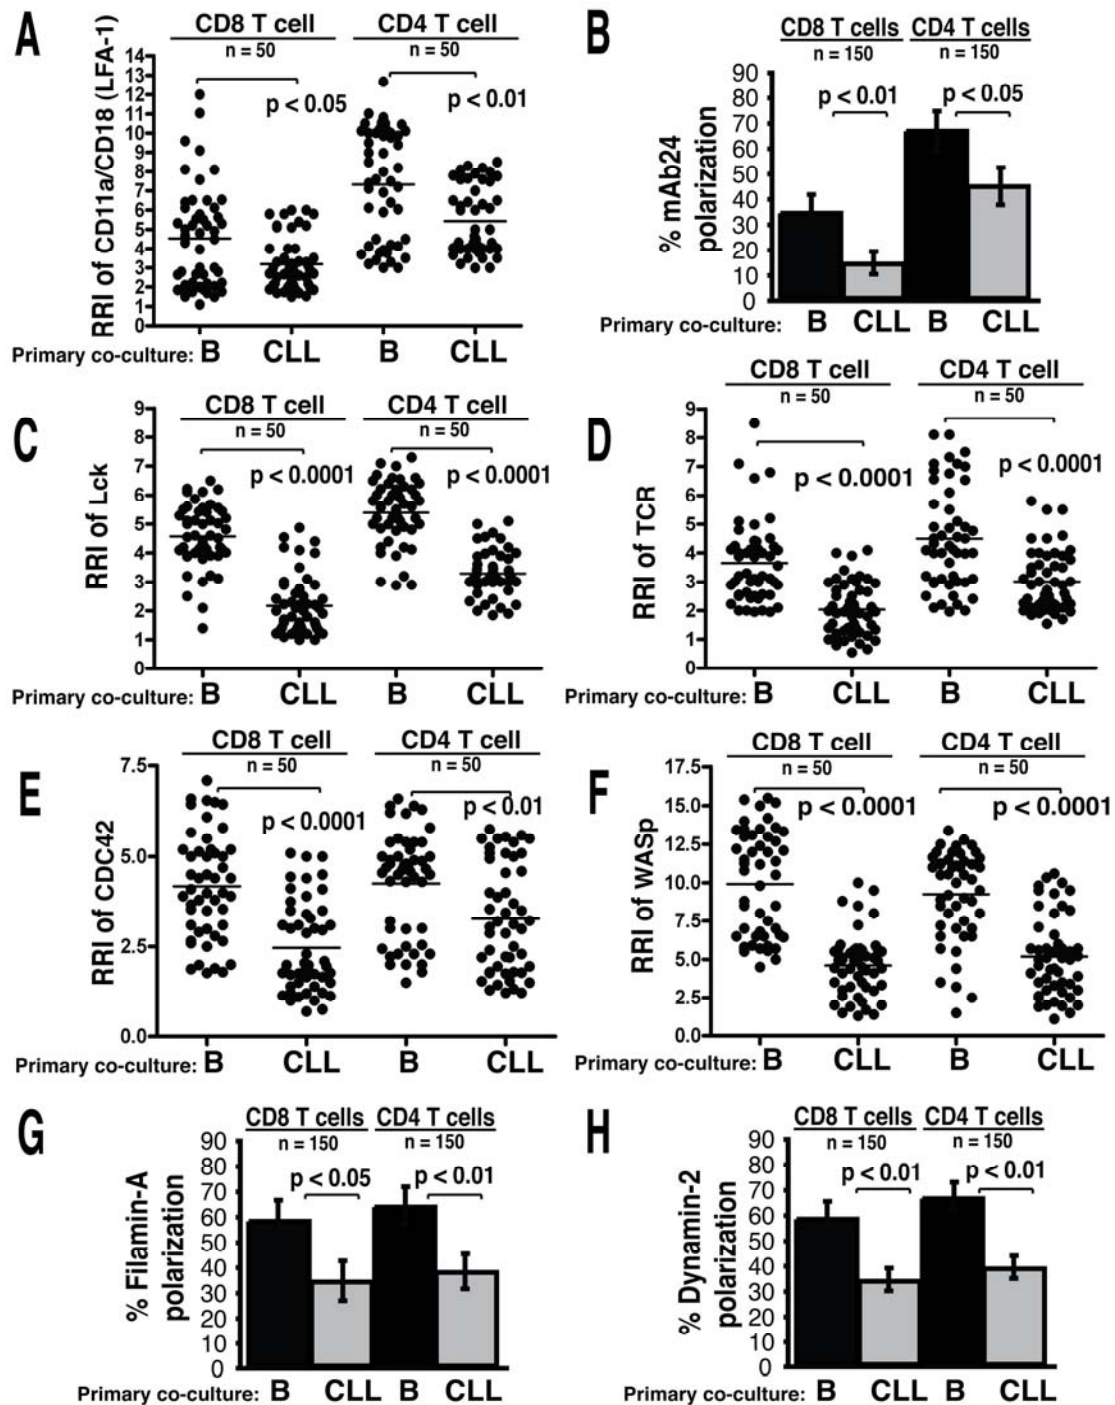 A
CD8 T cell CD4 T cell
n = 50 n = 50
RRI of CD11a/CD18 (LFA-1)
14
13
12
11
10
9
8
7
6
5
4
3
2
1
0
p < 0.05 p < 0.01
Primary co-culture: B CLL B CLL
B
CD8 T cells CD4 T cells
n = 150 n = 150
% mAb24 polarization
90
80
70
60
50
40
30
20
10
0
p < 0.01 p < 0.05
Primary co-culture: B CLL B CLL
C
CD8 T cell CD4 T cell
n = 50 n = 50
RRI of Lck
9
8
7
6
5
4
3
2
1
0
p < 0.0001 p < 0.0001
Primary co-culture: B CLL B CLL
D
CD8 T cell CD4 T cell
n = 50 n = 50
RRI of TCR
9
8
7
6
5
4
3
2
1
0
p < 0.0001 p < 0.0001
Primary co-culture: B CLL B CLL
E
CD8 T cell CD4 T cell
n = 50 n = 50
RRI of CDC42
7.5
5.0
2.5
0.0
p < 0.0001 p < 0.01
Primary co-culture: B CLL B CLL
F
CD8 T cell CD4 T cell
n = 50 n = 50
RRI of WASp
17.5
15.0
12.5
10.0
7.5
5.0
2.5
0.0
p < 0.0001 p < 0.0001
Primary co-culture: B CLL B CLL
G
CD8 T cells CD4 T cells
n = 150 n = 150
% Filamin-A polarization
90
80
70
60
50
40
30
20
10
0
p < 0.05 p < 0.01
Primary co-culture: B CLL B CLL
H
CD8 T cells CD4 T cells
n = 150 n = 150
% Dynamin-2 polarization
90
80
70
60
50
40
30
20
10
0
p < 0.01 p < 0.01
Primary co-culture: B CLL B CLL